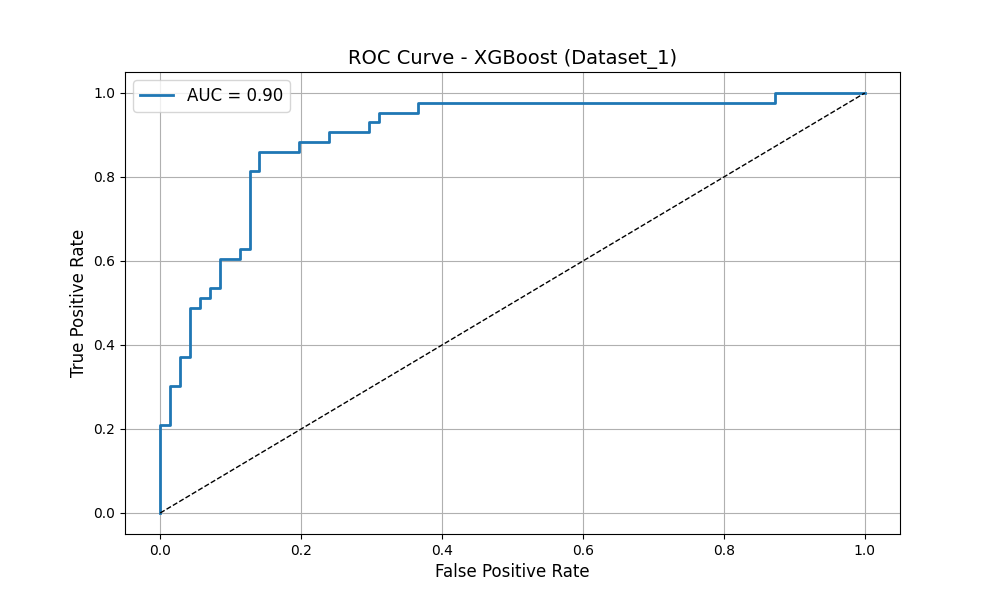 ROC Curve - XGBoost (Dataset_1)
AUC = 0.90
True Positive Rate
1.0
0.8
0.6
0.4
0.2
0.0
0.0 0.2 0.4 0.6 0.8 1.0
False Positive Rate